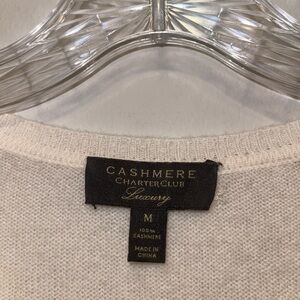 CASHMERE
CHARTER CLUB
Luxury
M
100%
CASHMERE
MADE IN
CHINA